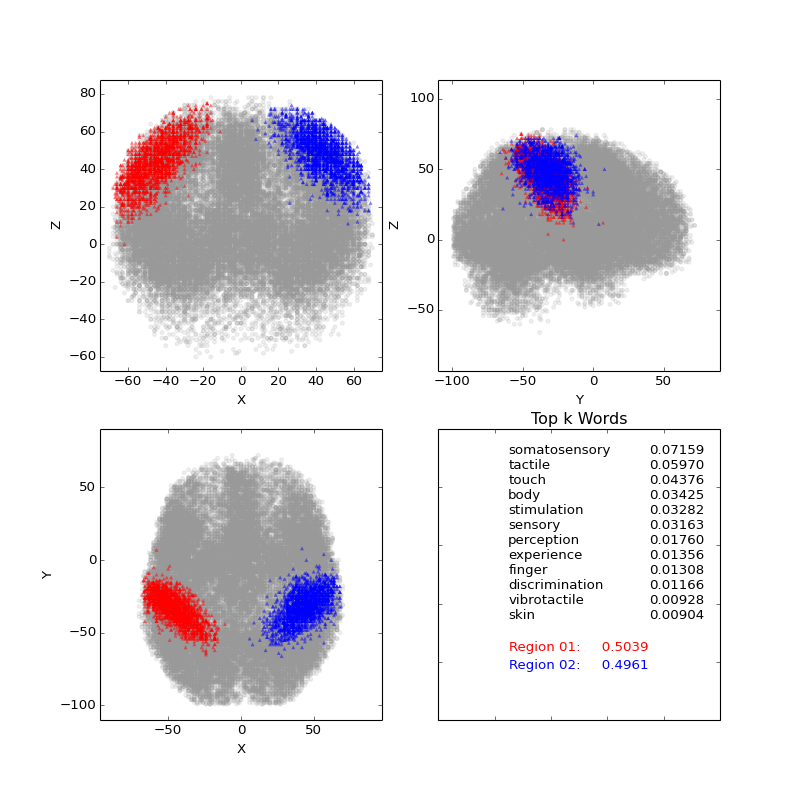 80
60
40
20
0
−20
−40
−60
Z
−60 −40 −20 0 20 40 60
X
100
50
0
−50
Z
−100 −50 0 50
Y
50
0
−50
−100
Y
−50 0 50
X
Top k Words
somatosensory 0.07159
tactile 0.05970
touch 0.04376
body 0.03425
stimulation 0.03282
sensory 0.03163
perception 0.01760
experience 0.01356
finger 0.01308
discrimination 0.01166
vibrotactile 0.00928
skin 0.00904
Region 01: 0.5039
Region 02: 0.4961